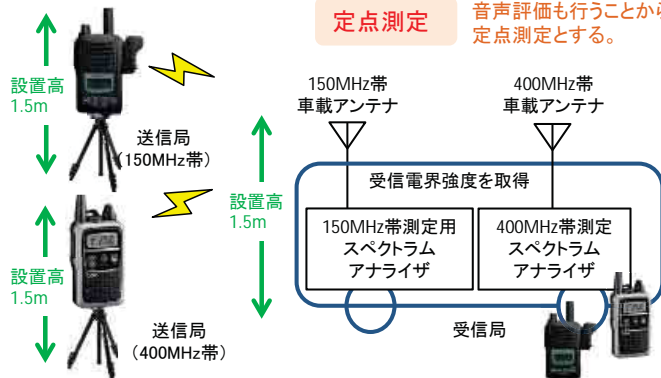 定点測定
音声評価も行うことから
定点測定とする。
設置高
1.5m
送信局
(150MHz帯)
設置高
1.5m
送信局
(400MHz帯)
設置高
1.5m
150MHz帯
車載アンテナ
400MHz帯
車載アンテナ
受信電界強度を取得
150MHz帯測定用
スペクトラム
アナライザ
400MHz帯測定
スペクトラム
アナライザ
受信局